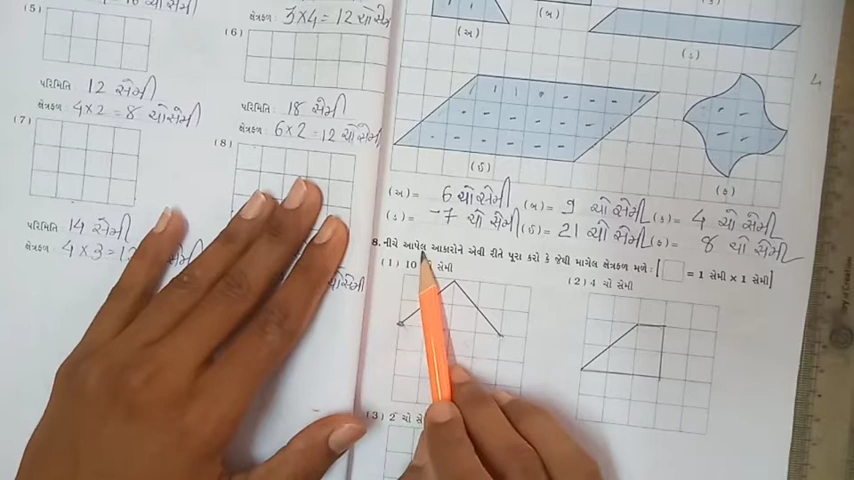 (5)
પરિમિતિ 12 સેમી
ક્ષેત્રફળ 4×2 = 8 ચોસેમી
(7)
પરિમિતિ 14 સેમી
ક્ષેત્રફળ 4×3 =
ક્ષેત્રફળ 3×4 = 12 ચોસેમી
(6)
પરિમિતિ 18 સેમી
ક્ષેત્રફળ 6×2 = 12 ચોસેમી
(8)
ચોસેમી
(અ)
(બ)
(ડ)
(ઈ)
(ફ)
(અ) = 6 ચોસેમી (બ) = 9 ચો સેમી (ક) = 4 ચો સેમી
(ડ) = 7 ચો સેમી (ઈ) = 21 ચો સેમી (ફ) = 8 ચો સેમી
8. નીચે આપેલ આકારોને એવી રીતે પૂરા કરો કે જેથી માગેલ ક્ષેત્રફળ મળે : [ = 1 સેમી × 1 સેમી]
(1) 10 સેમી
(2) 4 ચો સેમી
(3) 2 ચો
4